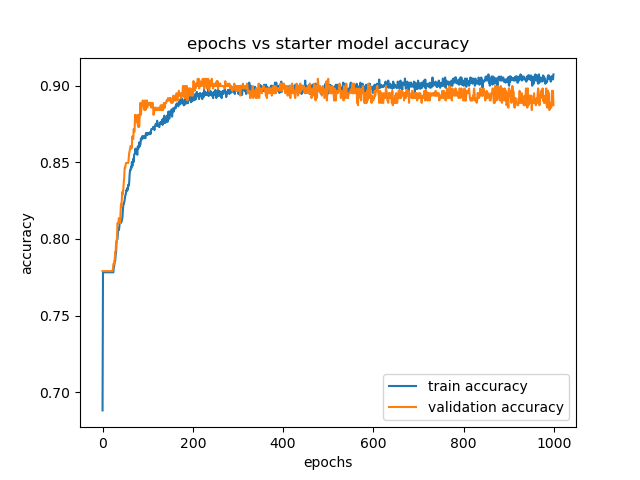 epochs vs starter model accuracy
0.90
0.85
0.80
0.75
0.70
accuracy
train accuracy
validation accuracy
0 200 400 600 800 1000
epochs